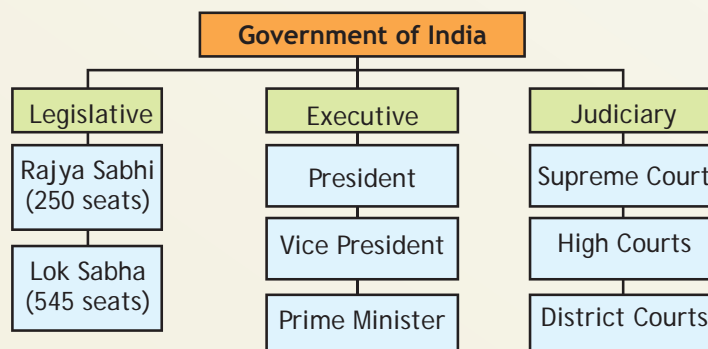 Government of India
Legislative
Rajya Sabhi
(250 seats)
Lok Sabha
(545 seats)
Executive
President
Vice President
Prime Minister
Judiciary
Supreme Court
High Courts
District Courts